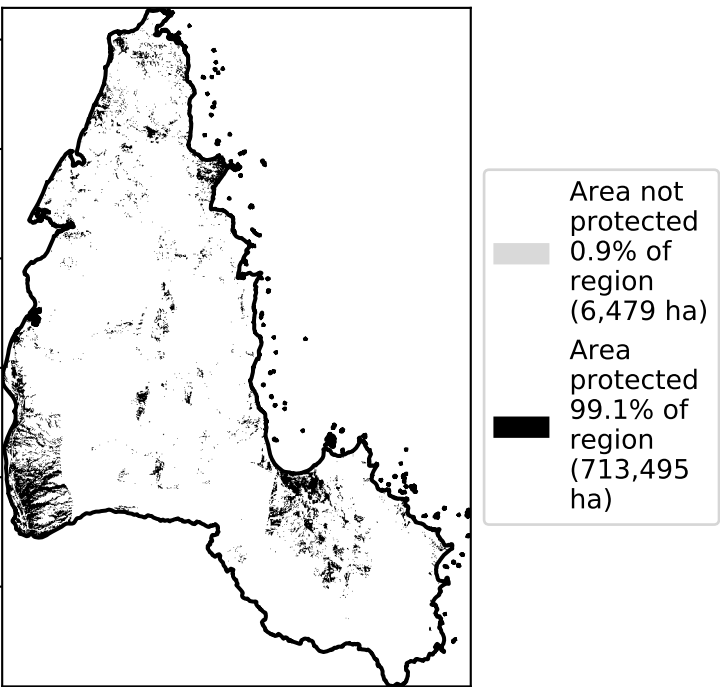 Area not
protected
0.9% of
region
(6,479 ha)
Area
protected
99.1% of
region
(713,495
ha)